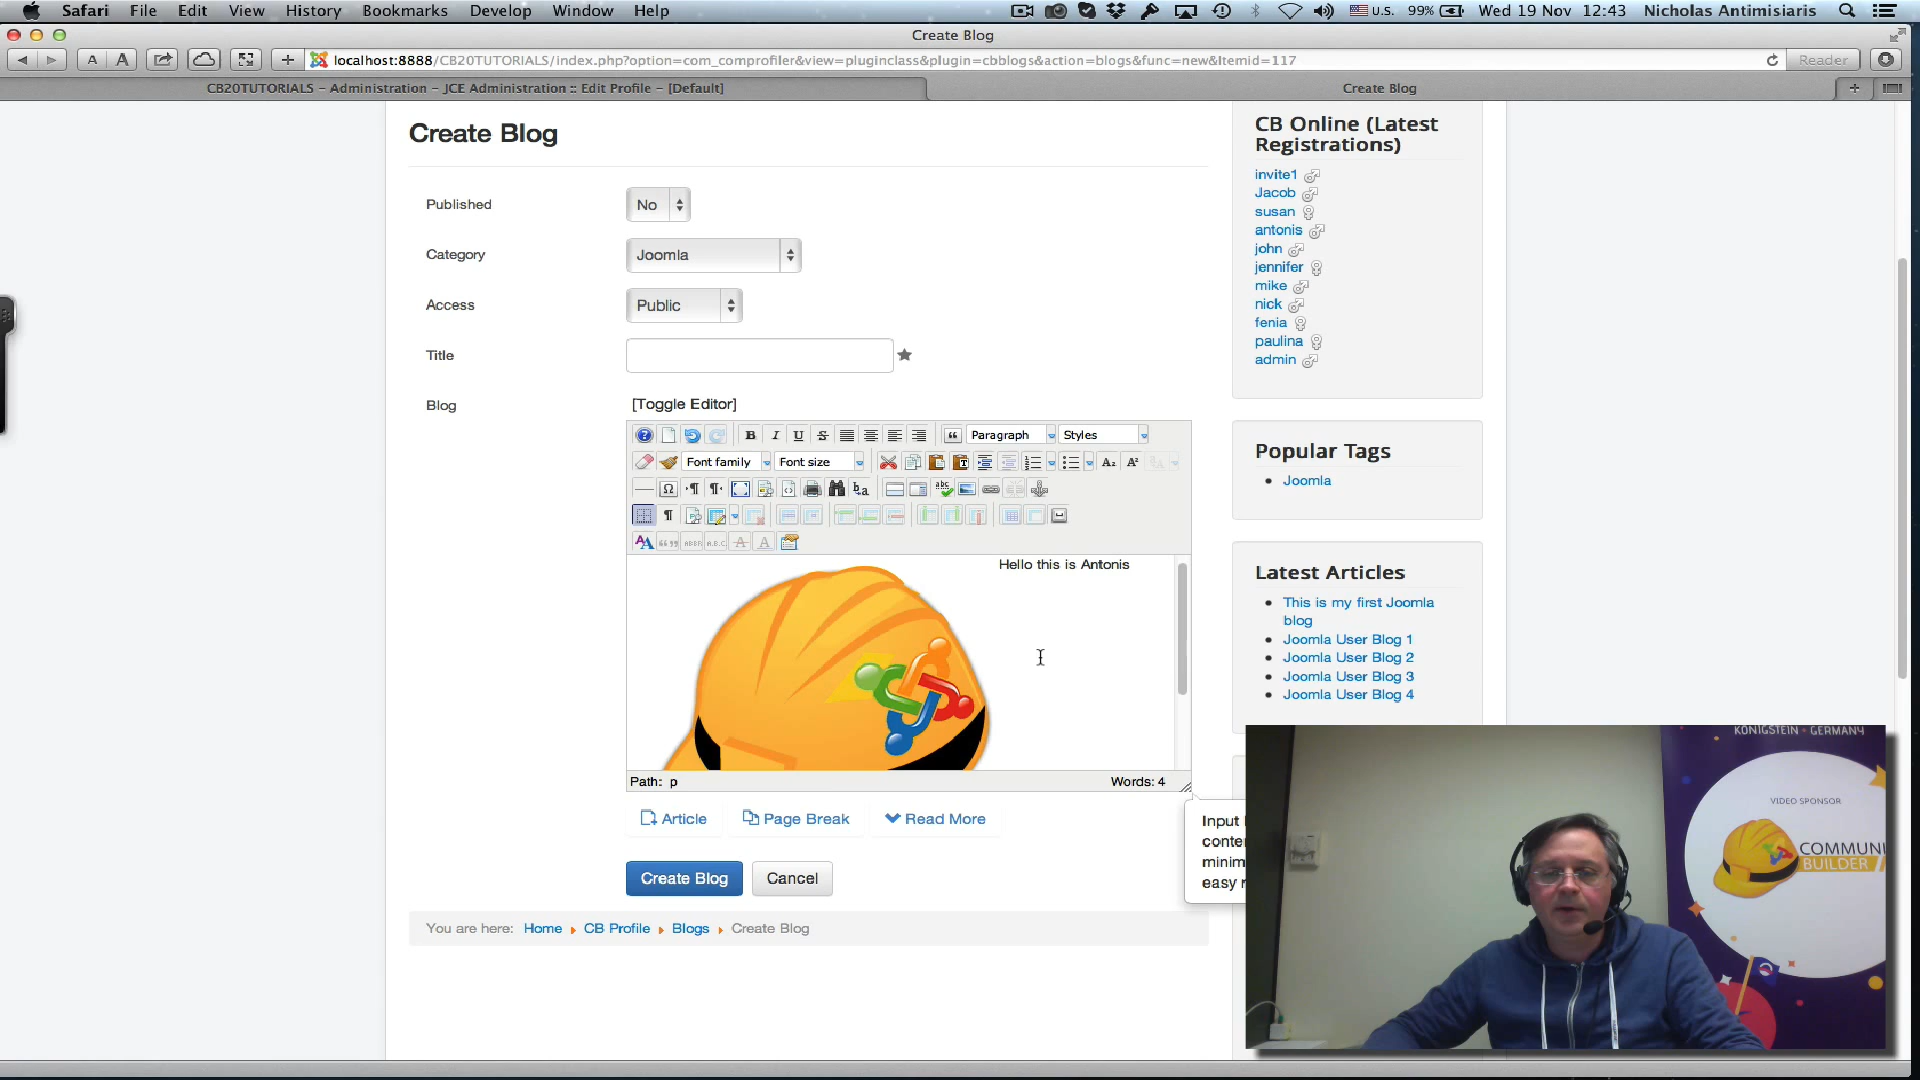 Safari File Edit View History Bookmarks Develop Window Help
U.S. 99% Wed 19 Nov 12:43 Nicholas Antimisiaris
Create Blog
A A + localhost:8888/CB20TUTORIALS/index.php?option=com_comprofiler&view=pluginclass&plugin=cbblogs&action=blogs&func=new&Itemid=117 Reader
CB20TUTORIALS - Administration - JCE Administration :: Edit Profile - [Default]
Create Blog
Create Blog
Published No
Category Joomla
Access Public
Title
Blog [Toggle Editor]
B I U S Paragraph Styles
Font family Font size
Hello this is Antonis
Path: p Words: 4
Article Page Break Read More
Create Blog Cancel
You are here: Home CB Profile Blogs Create Blog
CB Online (Latest
Registrations)
invite1
Jacob
susan
antonis
john
jennifer
mike
nick
fenia
paulina
admin
Popular Tags
Joomla
Latest Articles
This is my first Joomla
blog
Joomla User Blog 1
Joomla User Blog 2
Joomla User Blog 3
Joomla User Blog 4
Input
minim
easy
KÖNIGSTEIN • GERMANY
VIDEO SPONSOR
COMMUNI
BUILDER